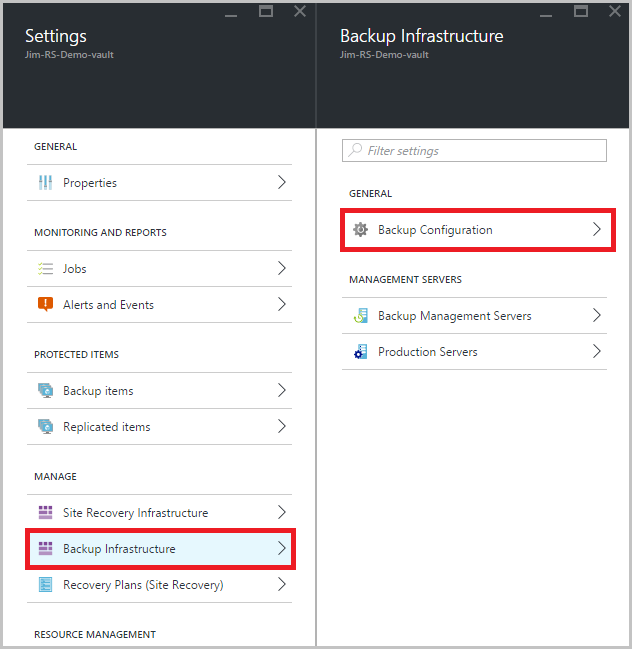 Settings
Jim-RS-Demo-vault
GENERAL
Properties
MONITORING AND REPORTS
Jobs
Alerts and Events
PROTECTED ITEMS
Backup items
Replicated items
MANAGE
Site Recovery Infrastructure
Backup Infrastructure
Recovery Plans (Site Recovery)
RESOURCE MANAGEMENT
Backup Infrastructure
Jim-RS-Demo-vault
Filter settings
GENERAL
Backup Configuration
MANAGEMENT SERVERS
Backup Management Servers
Production Servers